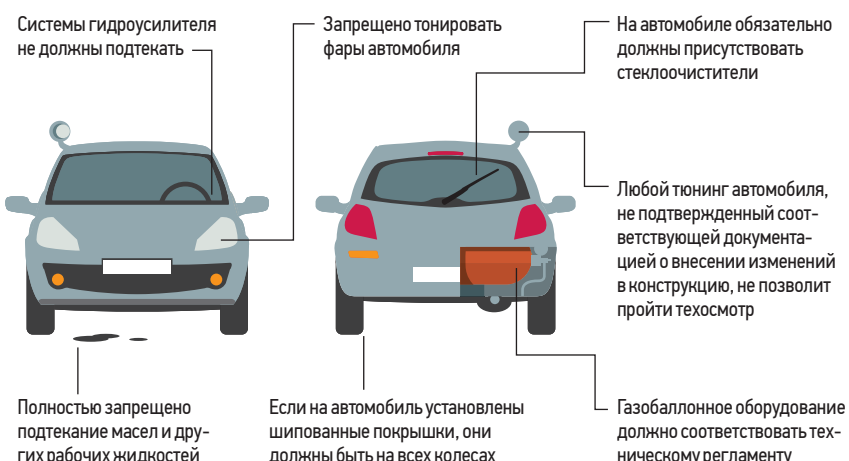 Системы гидроусилителя
не должны подтекать
Запрещено тонировать
фары автомобиля
На автомобиле обязательно
должны присутствовать
стеклоочистители
Любой тюнинг автомобиля,
не подтвержденный соот-
ветствующей документа-
цией о внесении изменений
в конструкцию, не позволит
пройти техосмотр
Полностью запрещено
подтекание масел и дру-
гих рабочих жидкостей
Если на автомобиль установлены
шипованные покрышки, они
должны быть на всех колесах
Газобаллонное оборудование
должно соответствовать тех-
ническому регламенту